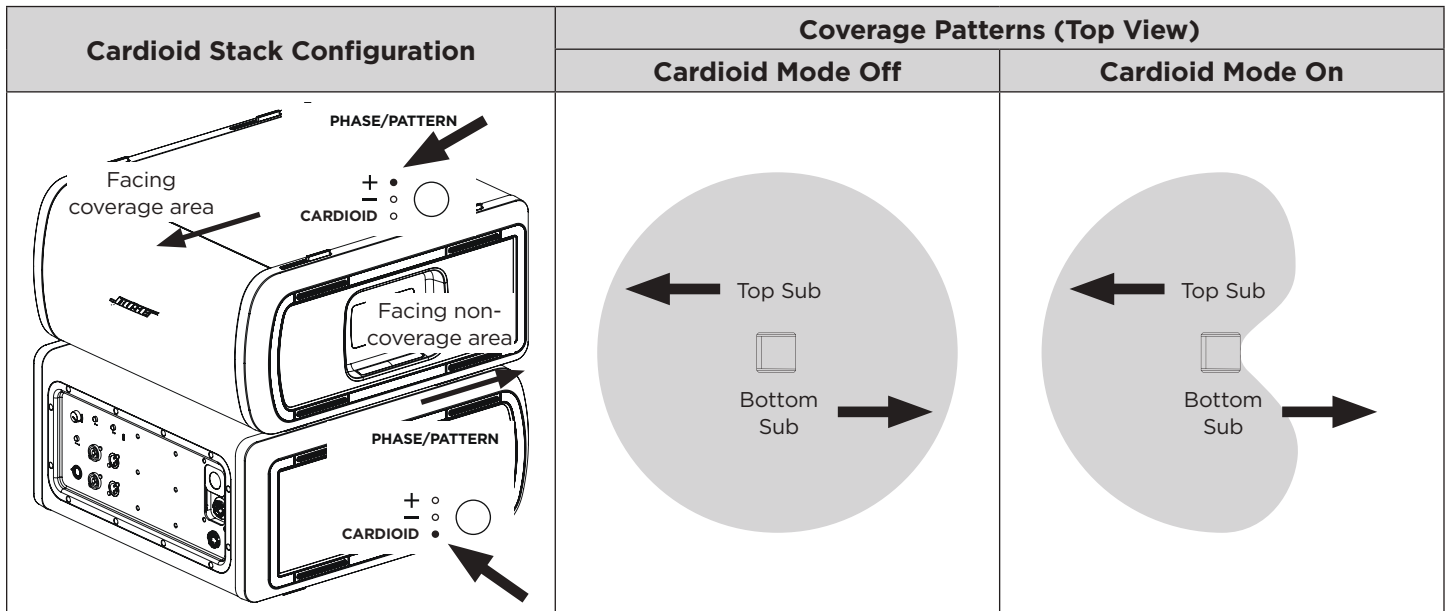 Cardioid Stack Configuration
Coverage Patterns (Top View)
Cardioid Mode Off
Cardioid Mode On
PHASE/PATTERN
+
−
CARDIOID
Facing
coverage area
BOSE
Facing non-
coverage area
PHASE/PATTERN
+
−
CARDIOID
Top Sub
Bottom
Sub
Top Sub
Bottom
Sub